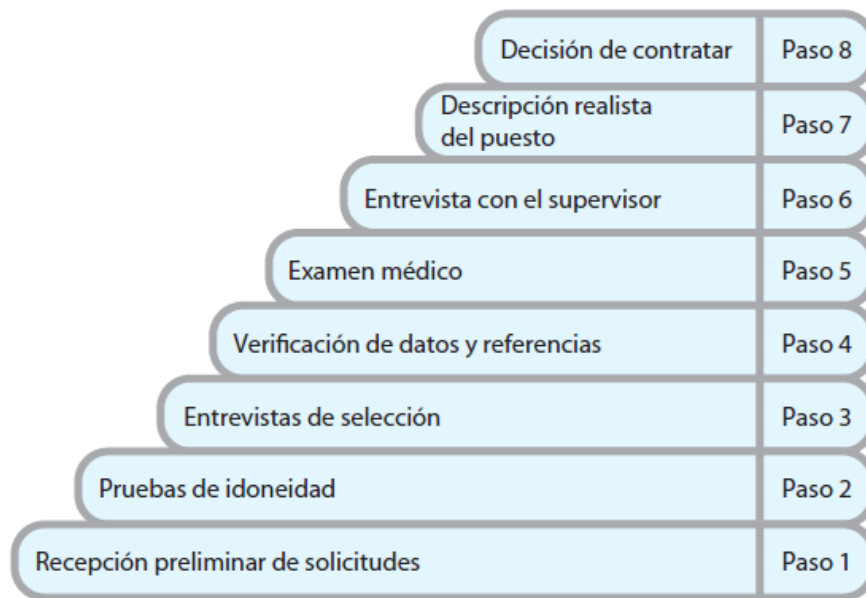 Decisión de contratar Paso 8
Descripción realista
del puesto Paso 7
Entrevista con el supervisor Paso 6
Examen médico Paso 5
Verificación de datos y referencias Paso 4
Entrevistas de selección Paso 3
Pruebas de idoneidad Paso 2
Recepción preliminar de solicitudes Paso 1